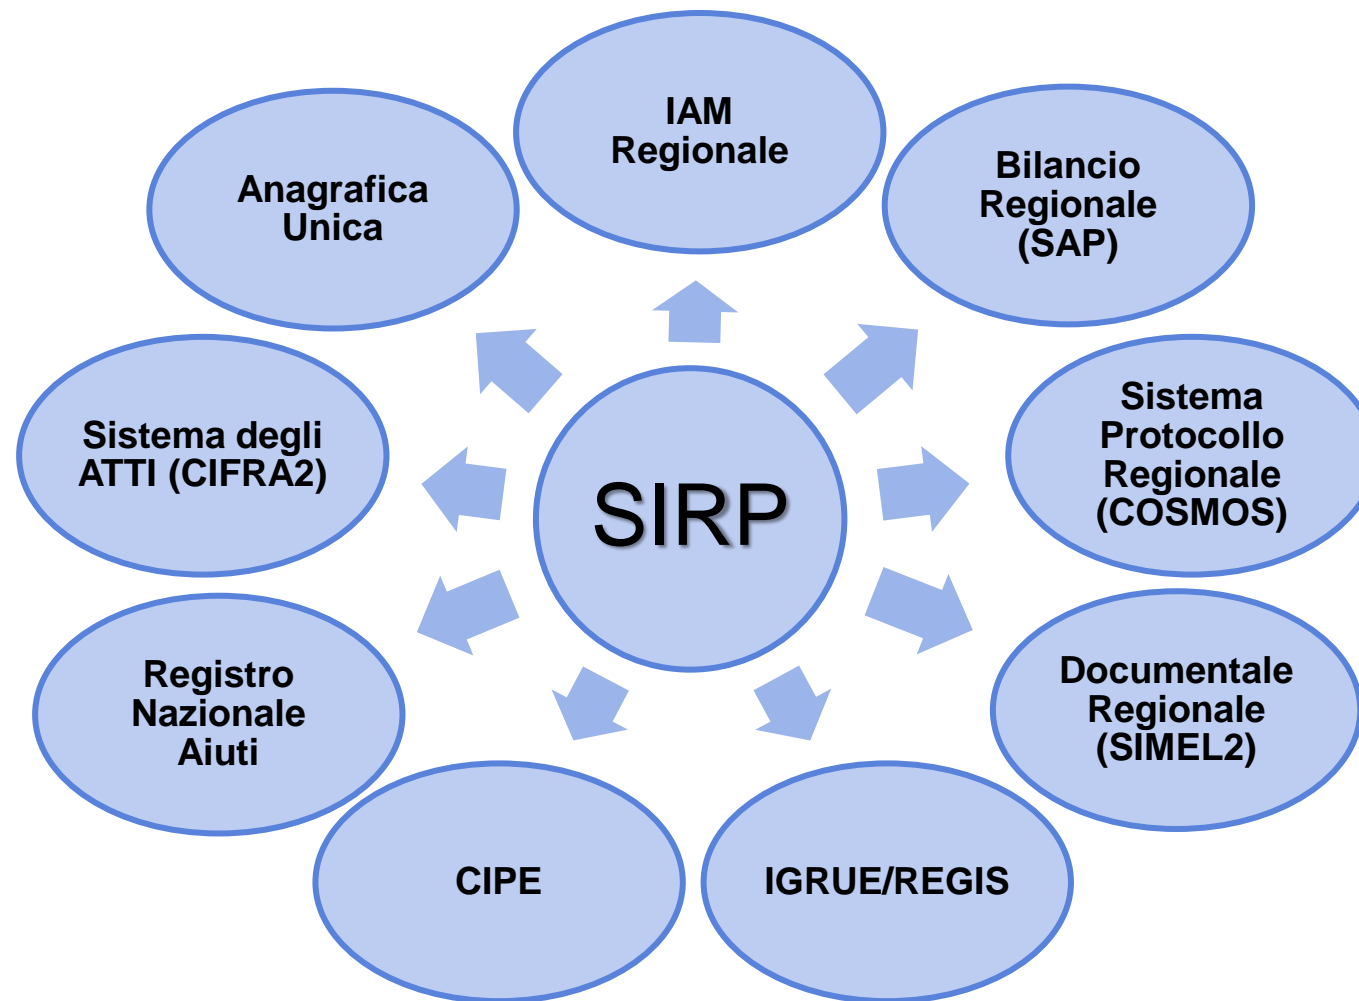 IAM
Regionale
Anagrafica
Unica
Bilancio
Regionale
(SAP)
Sistema degli
ATTI (CIFRA2)
SIRP
Sistema
Protocollo
Regionale
(COSMOS)
Registro
Nazionale
Aiuti
Documentale
Regionale
(SIMEL2)
CIPE
IGRUE/REGIS